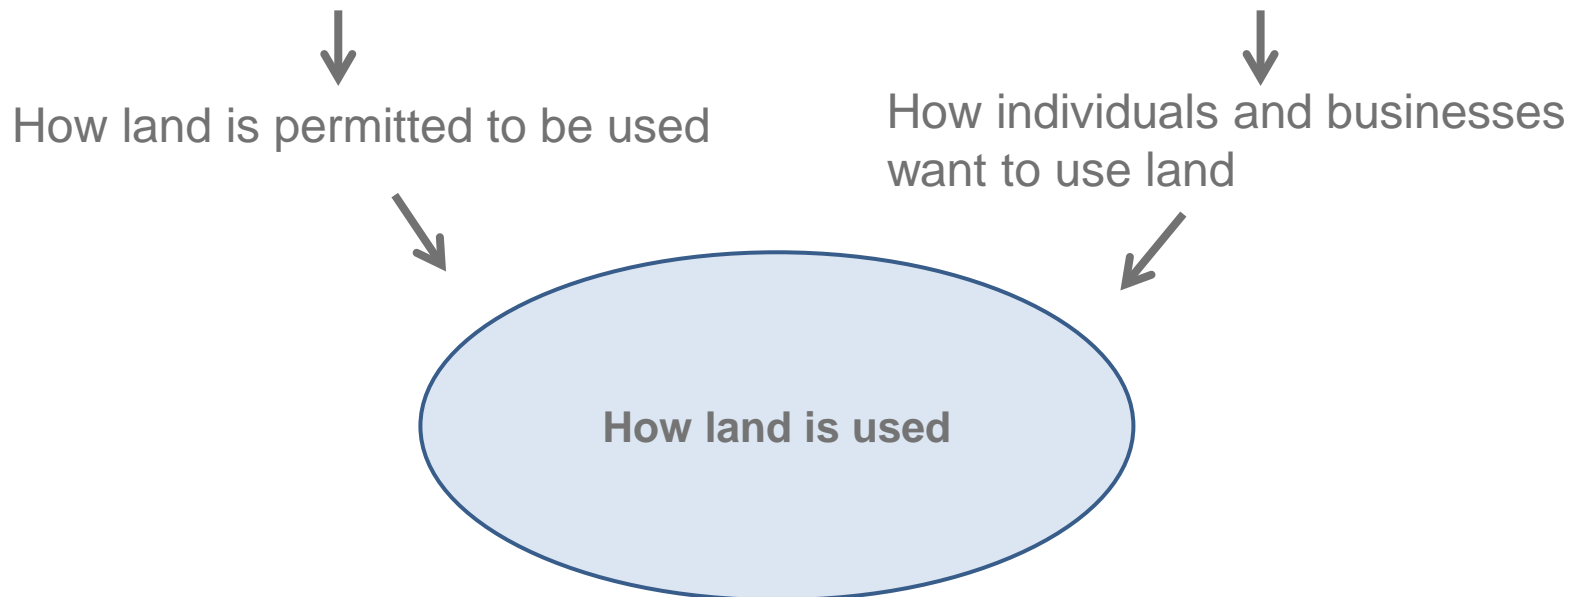 How land is permitted to be used
How individuals and businesses
want to use land
How land is used